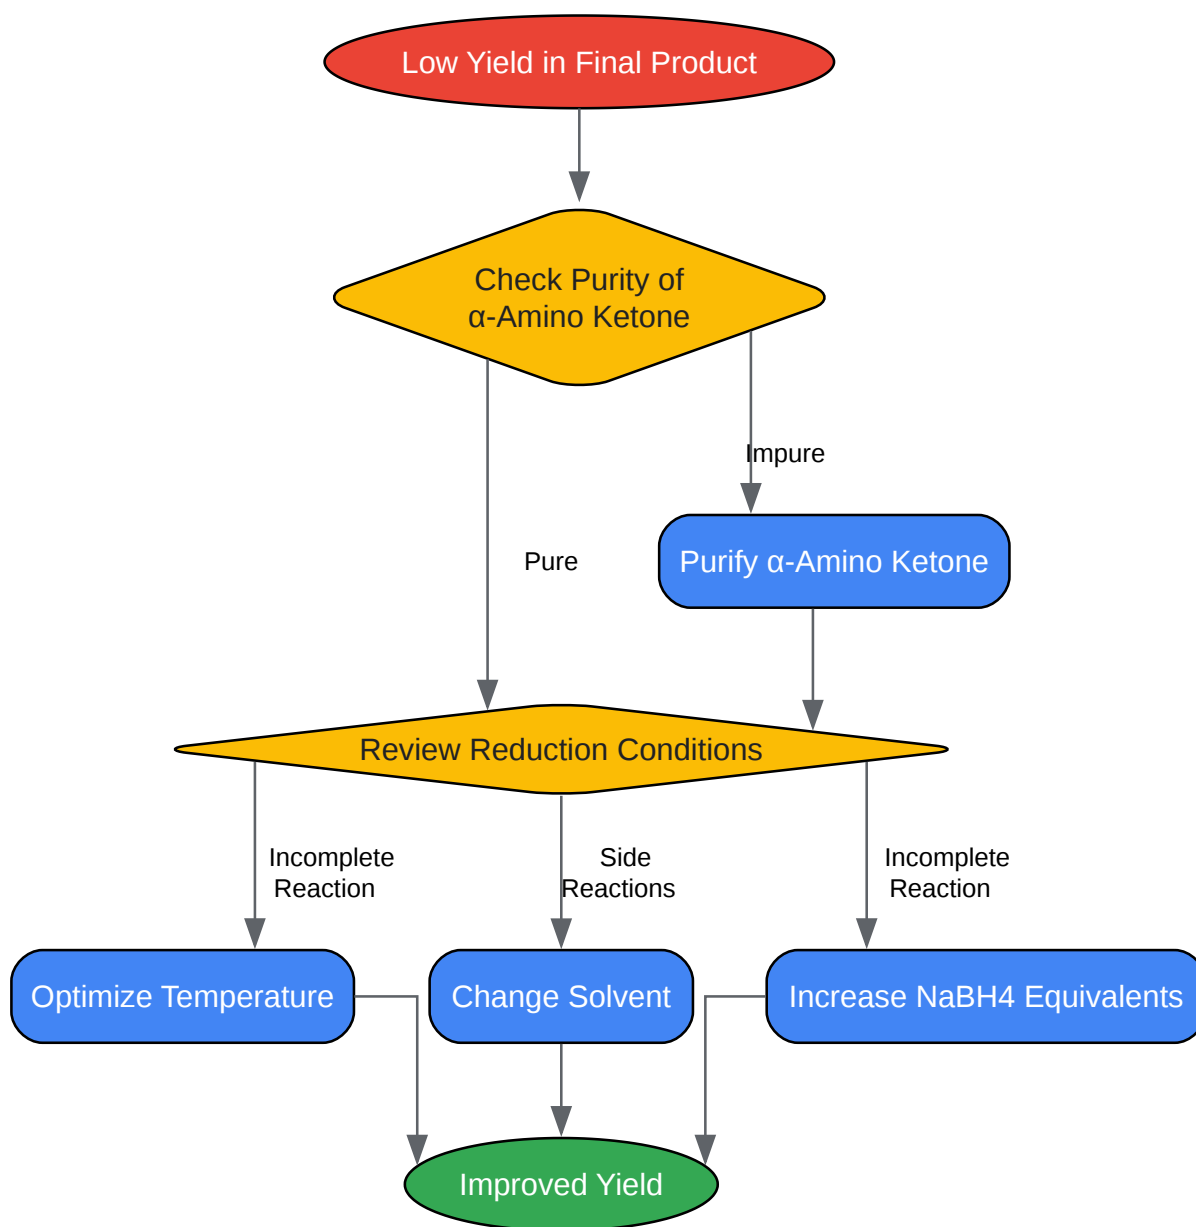 Low Yield in Final Product
Check Purity of
α-Amino Ketone
Impure
Pure
Purify α-Amino Ketone
Review Reduction Conditions
Incomplete
Reaction
Side
Reactions
Incomplete
Reaction
Optimize Temperature
Change Solvent
Increase NaBH4 Equivalents
Improved Yield